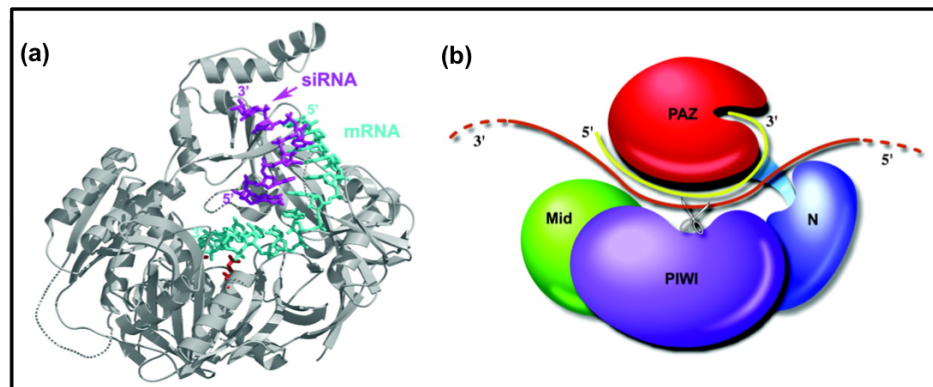 (a)
siRNA
3'
5'
mRNA
5'
(b)
PAZ
3'
5'
3'
5'
Mid
N
PIWI